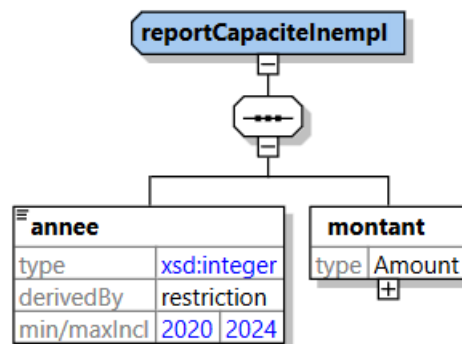 reportCapaciteInempl
annee
type xsd:integer
derivedBy restriction
min/maxIncl 2020 2024
montant
type Amount